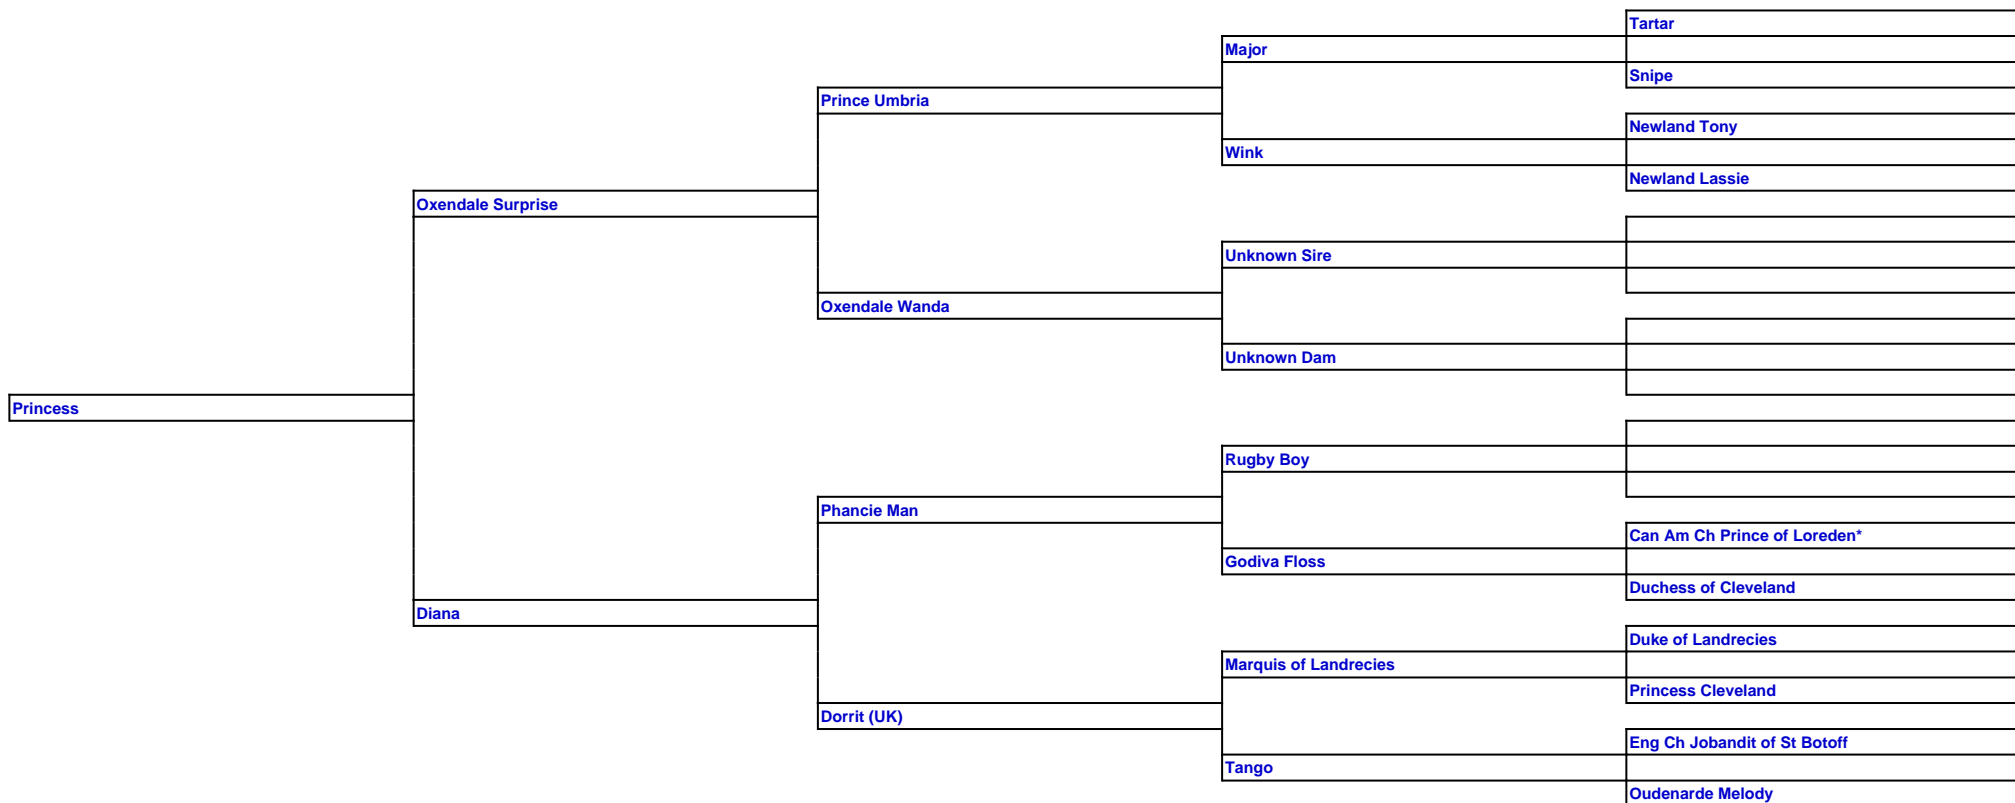 Tartar
Major
Snipe
Prince Umbria
Newland Tony
Wink
Newland Lassie
Oxendale Surprise
Unknown Sire
Oxendale Wanda
Unknown Dam
Princess
Rugby Boy
Phancie Man
Can Am Ch Prince of Loreden*
Godiva Floss
Duchess of Cleveland
Diana
Duke of Landrecies
Marquis of Landrecies
Princess Cleveland
Dorrit (UK)
Eng Ch Jobandit of St Botoff
Tango
Oudenarde Melody